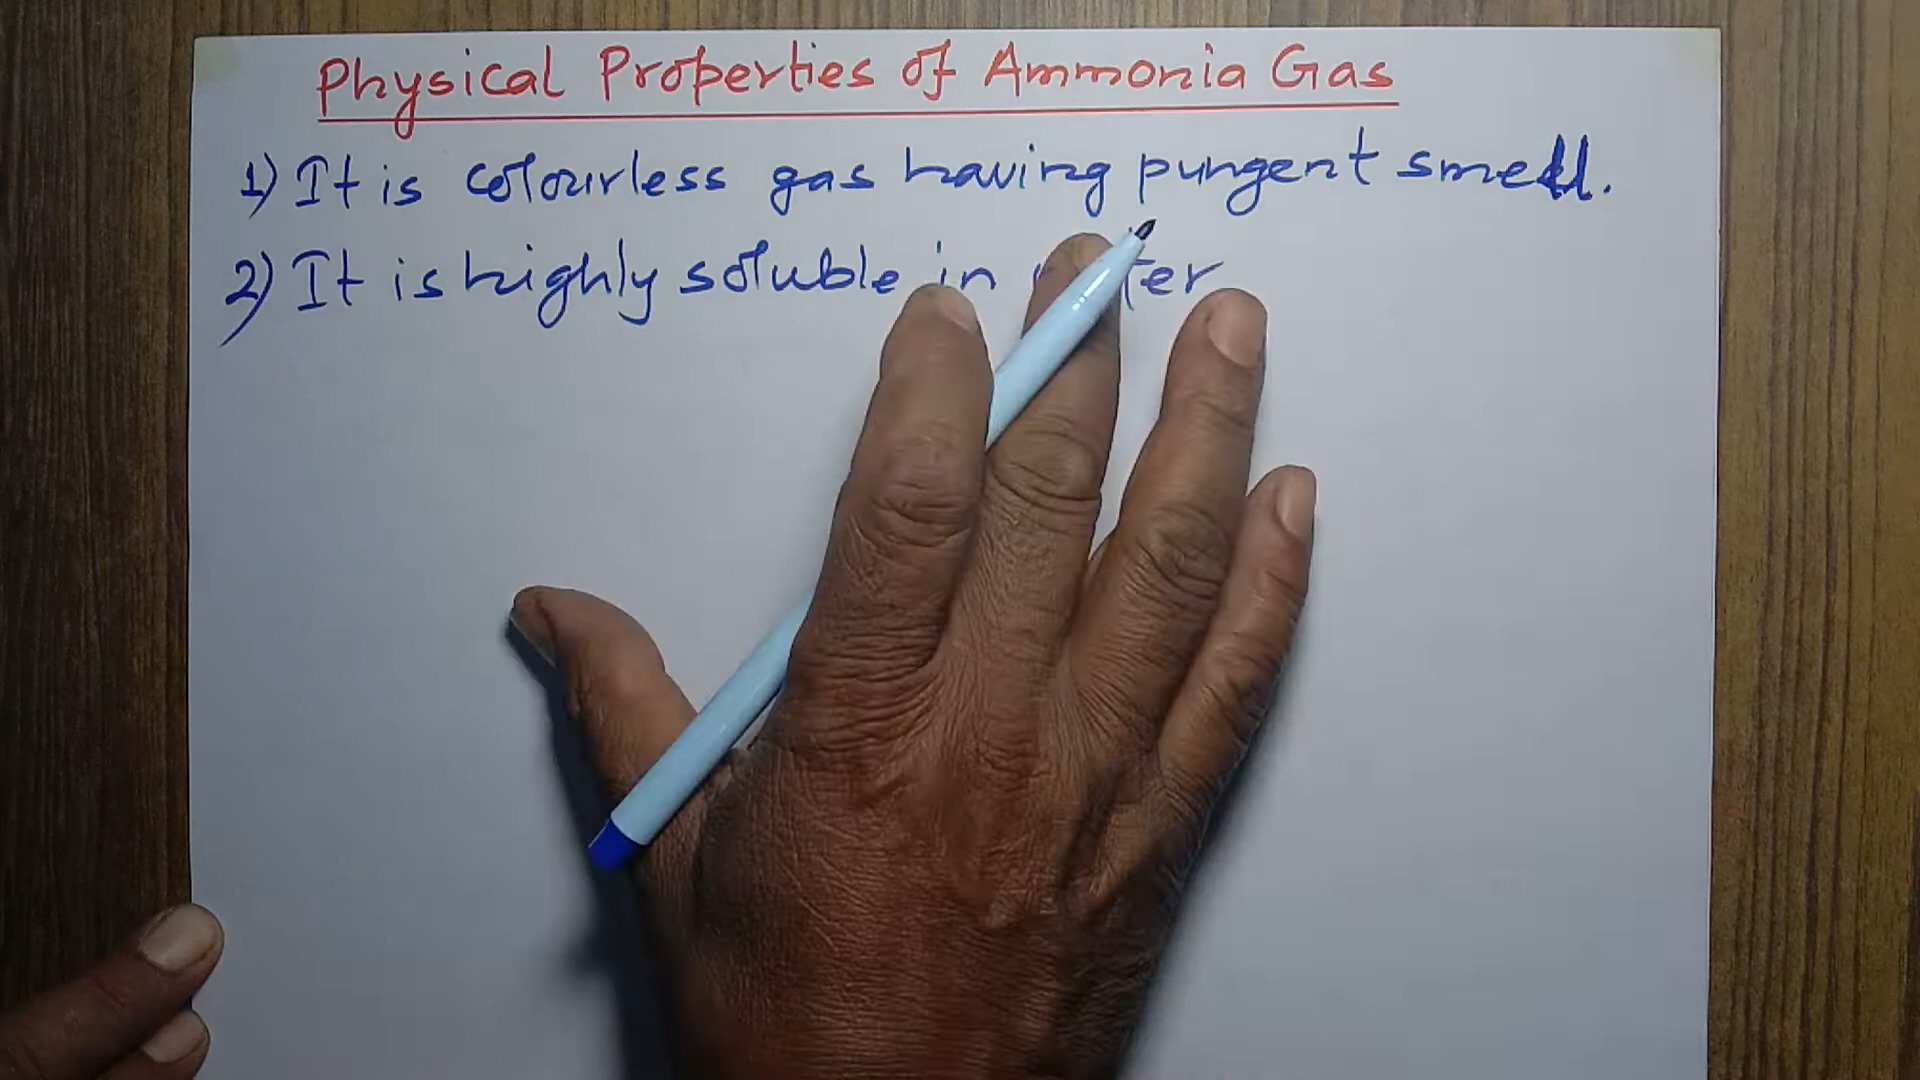 Physical Properties of Ammonia Gas
1) It is colourless gas having pungent smell.
2) It is highly soluble in